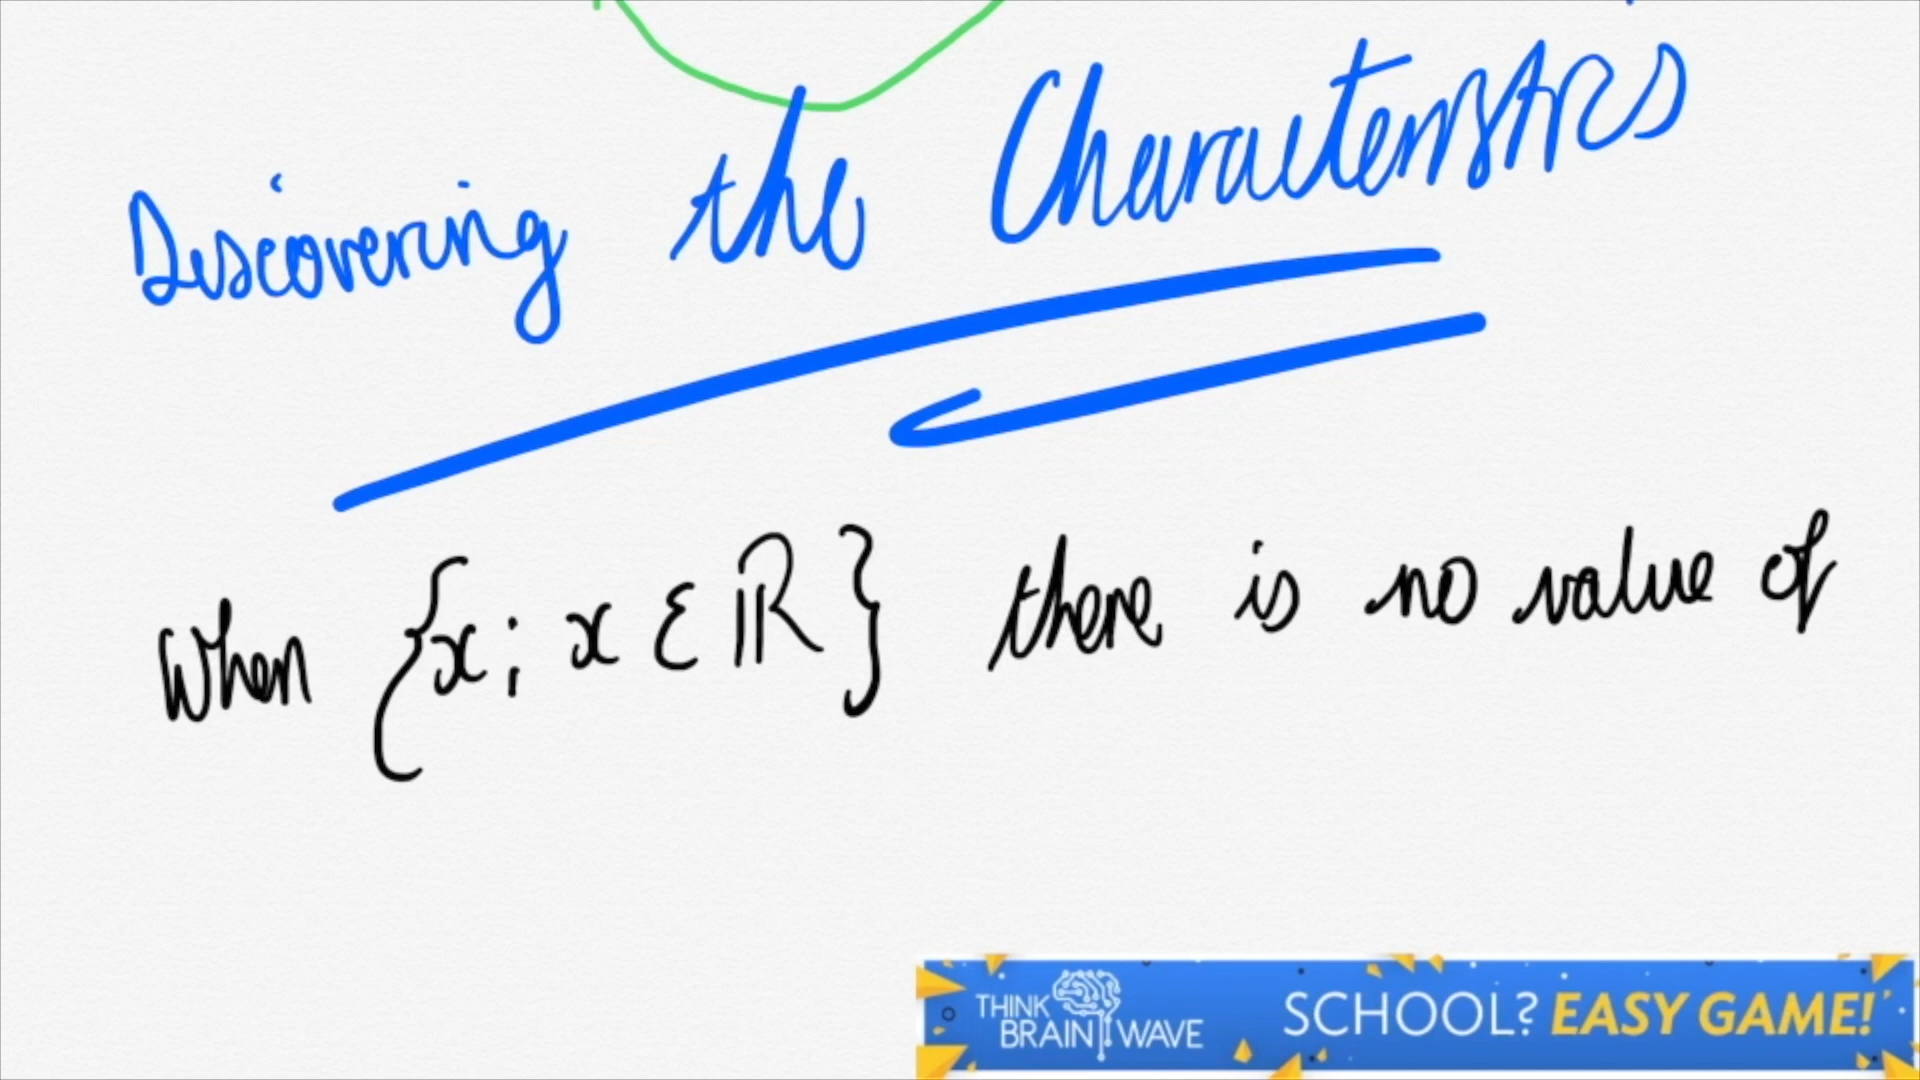 Discovering the Characteristics
When {x; x ∈ ℝ} there is no value of
THINK BRAIN WAVE
SCHOOL? EASY GAME!